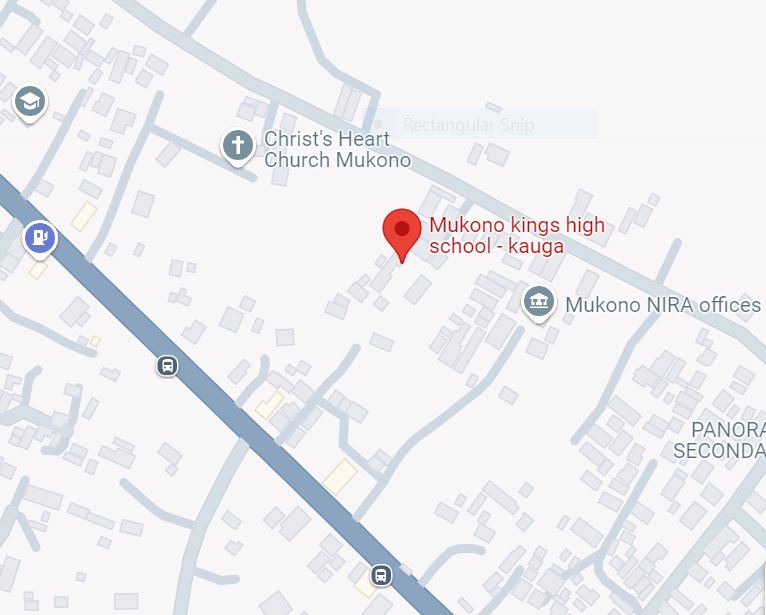 Rectangular Snip
Christ's Heart
Church Mukono
Mukono kings high
school - kauga
Mukono NIRA offices
PANORA
SECONDA